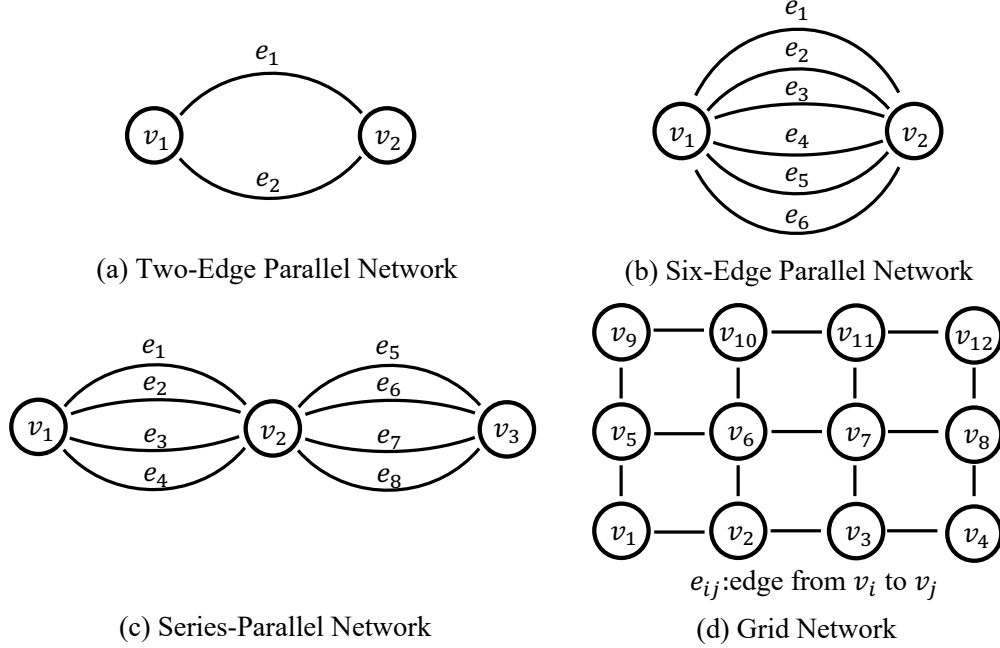 e₁
v₁ v₂
e₂
(a) Two-Edge Parallel Network
e₁
e₂
e₃
v₁ v₂
e₄
e₅
e₆
(b) Six-Edge Parallel Network
e₁ e₅
e₂ e₆
v₁ v₂ v₃
e₃ e₇
e₄ e₈
(c) Series-Parallel Network
v₉ v₁₀ v₁₁ v₁₂
v₅ v₆ v₇ v₈
v₁ v₂ v₃ v₄
eᵢⱼ:edge from vᵢ to vⱼ
(d) Grid Network